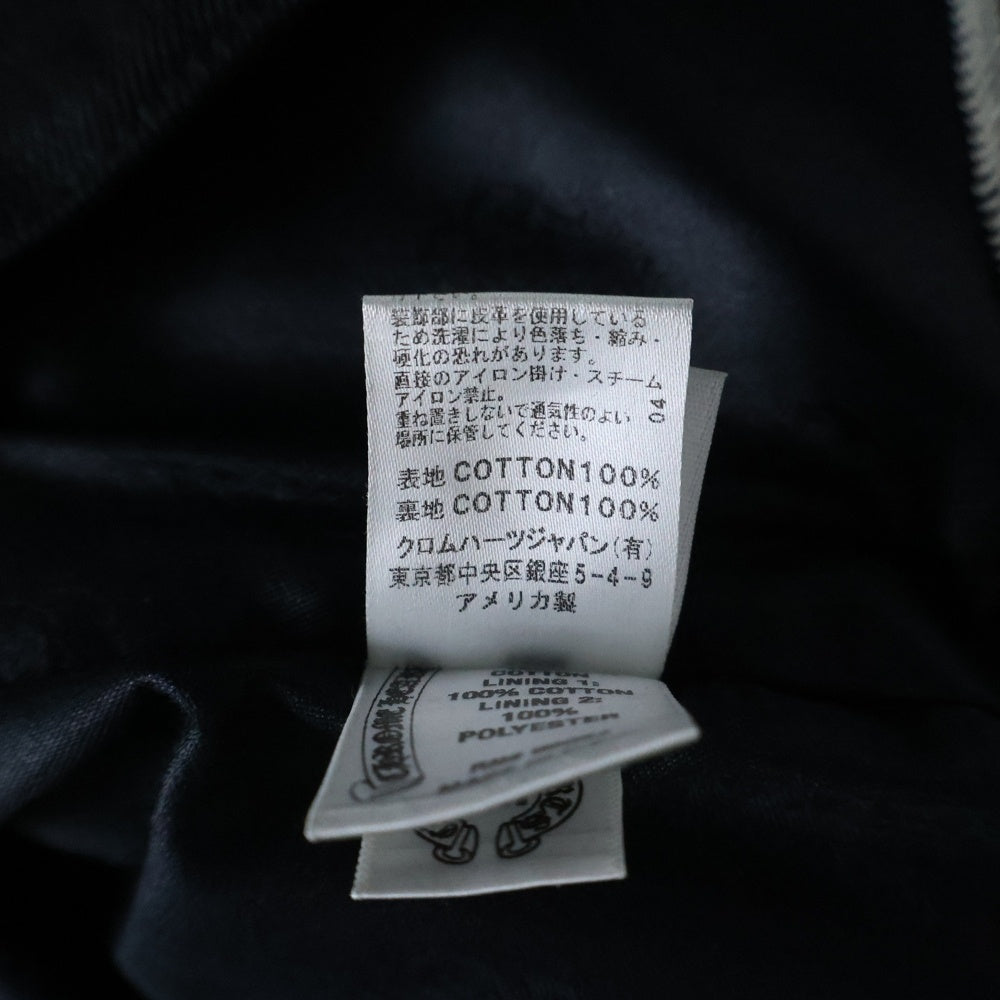 装飾部に皮革を使用している
ため洗濯により色落ち・縮み・
硬化の恐れがあります。
直接のアイロン掛け・スチーム
アイロン禁止。
重ね置きしないで通気性のよい
場所に保管してください。
04
表地 COTTON100%
裏地 COTTON100%
クロムハーツジャパン(有)
東京都中央区銀座5-4-9
アメリカ製
COTTON
LINING 1:
100% COTTON
LINING 2:
100%
POLYESTER